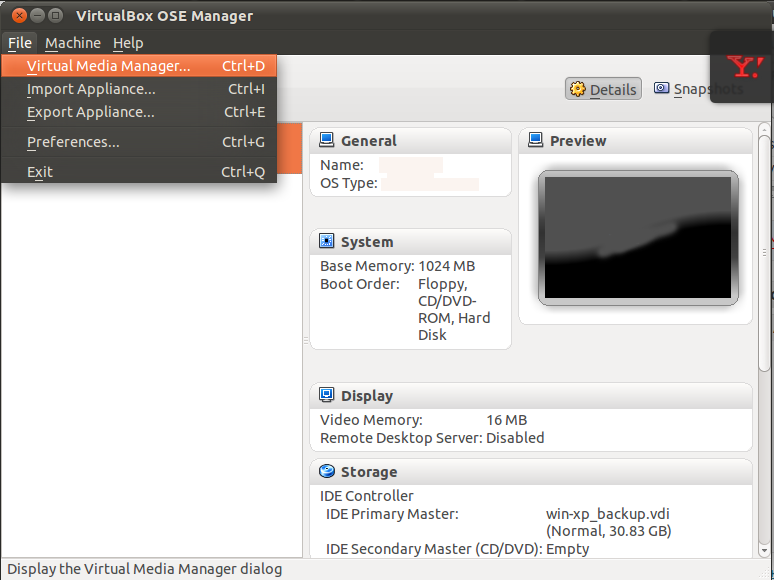 VirtualBox OSE Manager
File Machine Help
Virtual Media Manager... Ctrl+D
Import Appliance... Ctrl+I
Export Appliance... Ctrl+E
Preferences... Ctrl+G
Exit Ctrl+Q
Details Snapshots
Y!
General
Name:
OS Type:
Preview
System
Base Memory: 1024 MB
Boot Order: Floppy,
CD/DVD-
ROM, Hard
Disk
Display
Video Memory: 16 MB
Remote Desktop Server: Disabled
Storage
IDE Controller
IDE Primary Master: win-xp_backup.vdi
(Normal, 30.83 GB)
IDE Secondary Master (CD/DVD): Empty
Display the Virtual Media Manager dialog